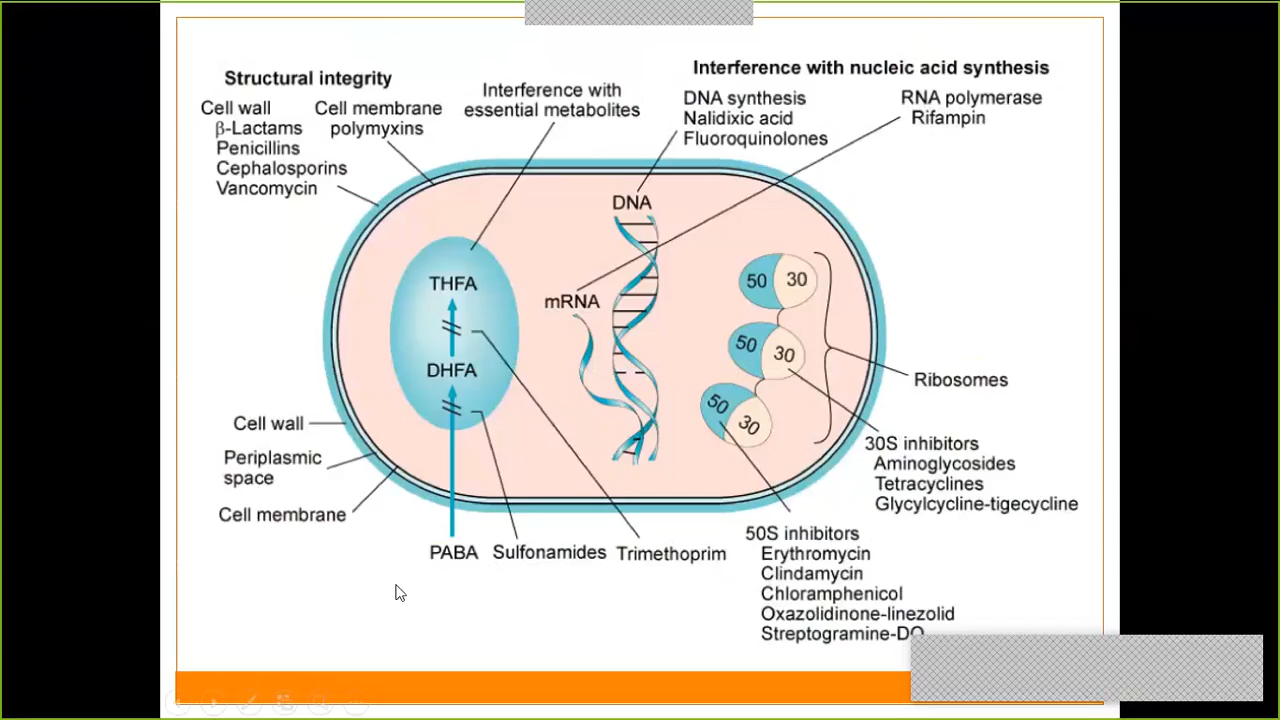 Structural integrity
Cell wall
β-Lactams
Penicillins
Cephalosporins
Vancomycin
Cell membrane
polymyxins
Interference with
essential metabolites
Interference with nucleic acid synthesis
DNA synthesis
Nalidixic acid
Fluoroquinolones
RNA polymerase
Rifampin
DNA
mRNA
THFA
DHFA
50 30
50 30
50 30
Ribosomes
Cell wall
Periplasmic
space
Cell membrane
PABA
Sulfonamides
Trimethoprim
30S inhibitors
Aminoglycosides
Tetracyclines
Glycylcycline-tigecycline
50S inhibitors
Erythromycin
Clindamycin
Chloramphenicol
Oxazolidinone-linezolid